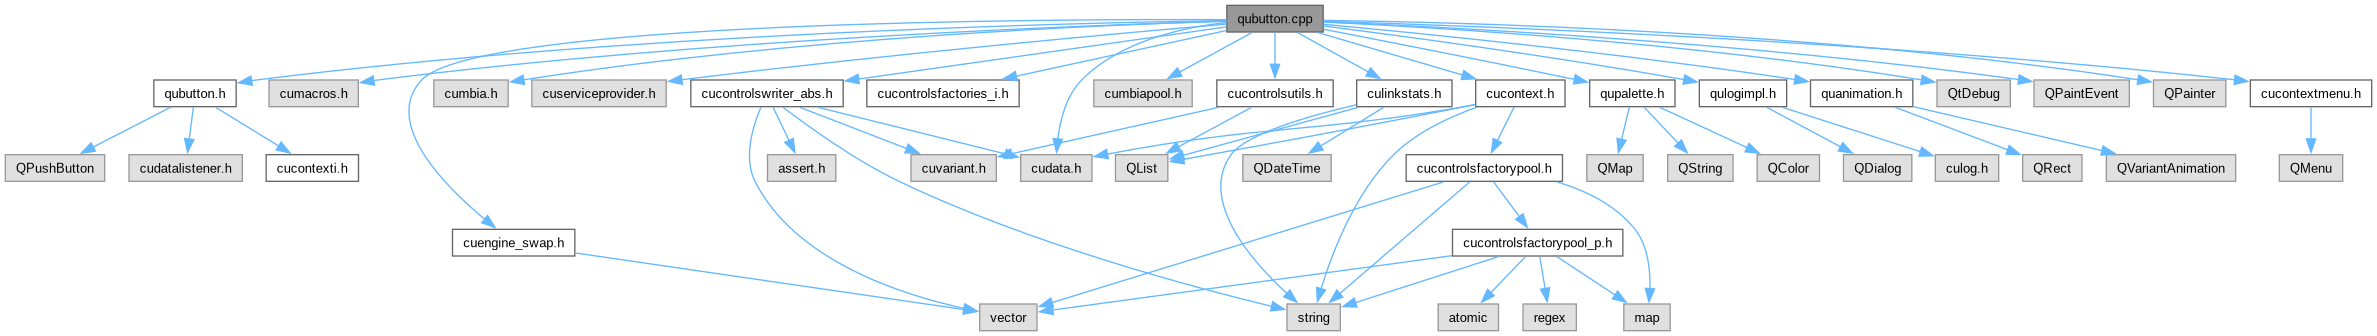 qubutton.cpp
qubutton.h
cumacros.h
cumbia.h
cuserviceprovider.h
cucontrolswriter_abs.h
cucontrolsfactories_i.h
cumbiapool.h
cucontrolsutils.h
culinkstats.h
cucontext.h
qupalette.h
qulogimpl.h
quanimation.h
QtDebug
QPaintEvent
QPainter
cucontextmenu.h
QPushButton
cudatalistener.h
cucontexti.h
assert.h
cuvariant.h
cudata.h
QList
QDateTime
cucontrolsfactorypool.h
QMap
QString
QColor
QDialog
culog.h
QRect
QVariantAnimation
QMenu
cuengine_swap.h
cucontrolsfactorypool_p.h
vector
string
atomic
regex
map